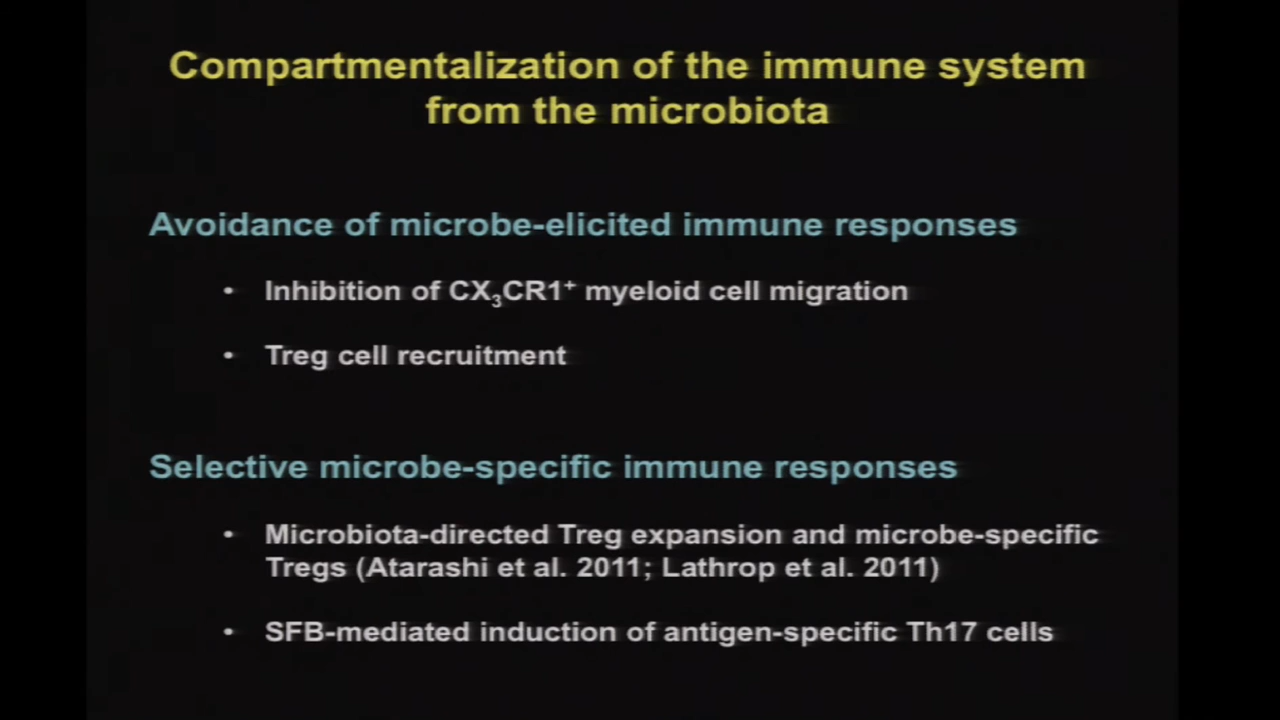 Compartmentalization of the immune system
from the microbiota
Avoidance of microbe-elicited immune responses
• Inhibition of CX₃CR1⁺ myeloid cell migration
• Treg cell recruitment
Selective microbe-specific immune responses
• Microbiota-directed Treg expansion and microbe-specific
Tregs (Atarashi et al. 2011; Lathrop et al. 2011)
• SFB-mediated induction of antigen-specific Th17 cells